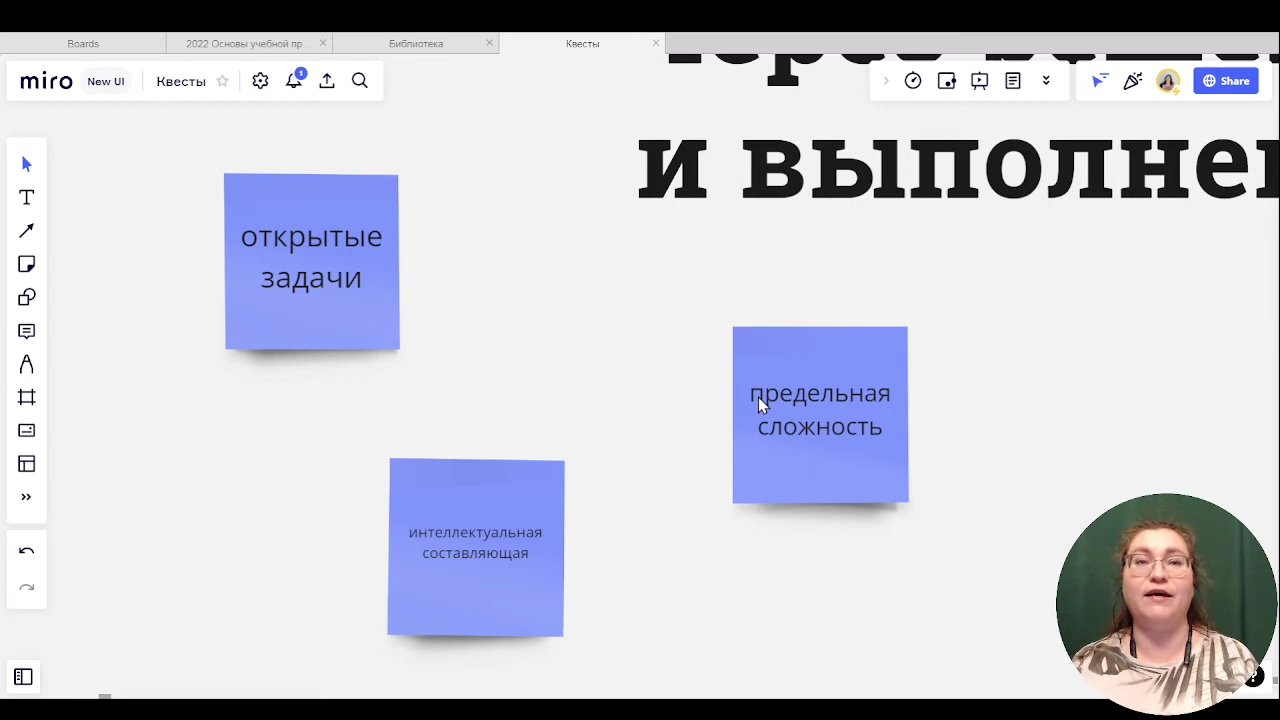 Boards
2022 Основы учебной пр...
Библиотека
Квесты
miro
New UI
Квесты
1
Share
и выполне
открытые
задачи
предельная
сложность
интеллектуальная
составляющая
?